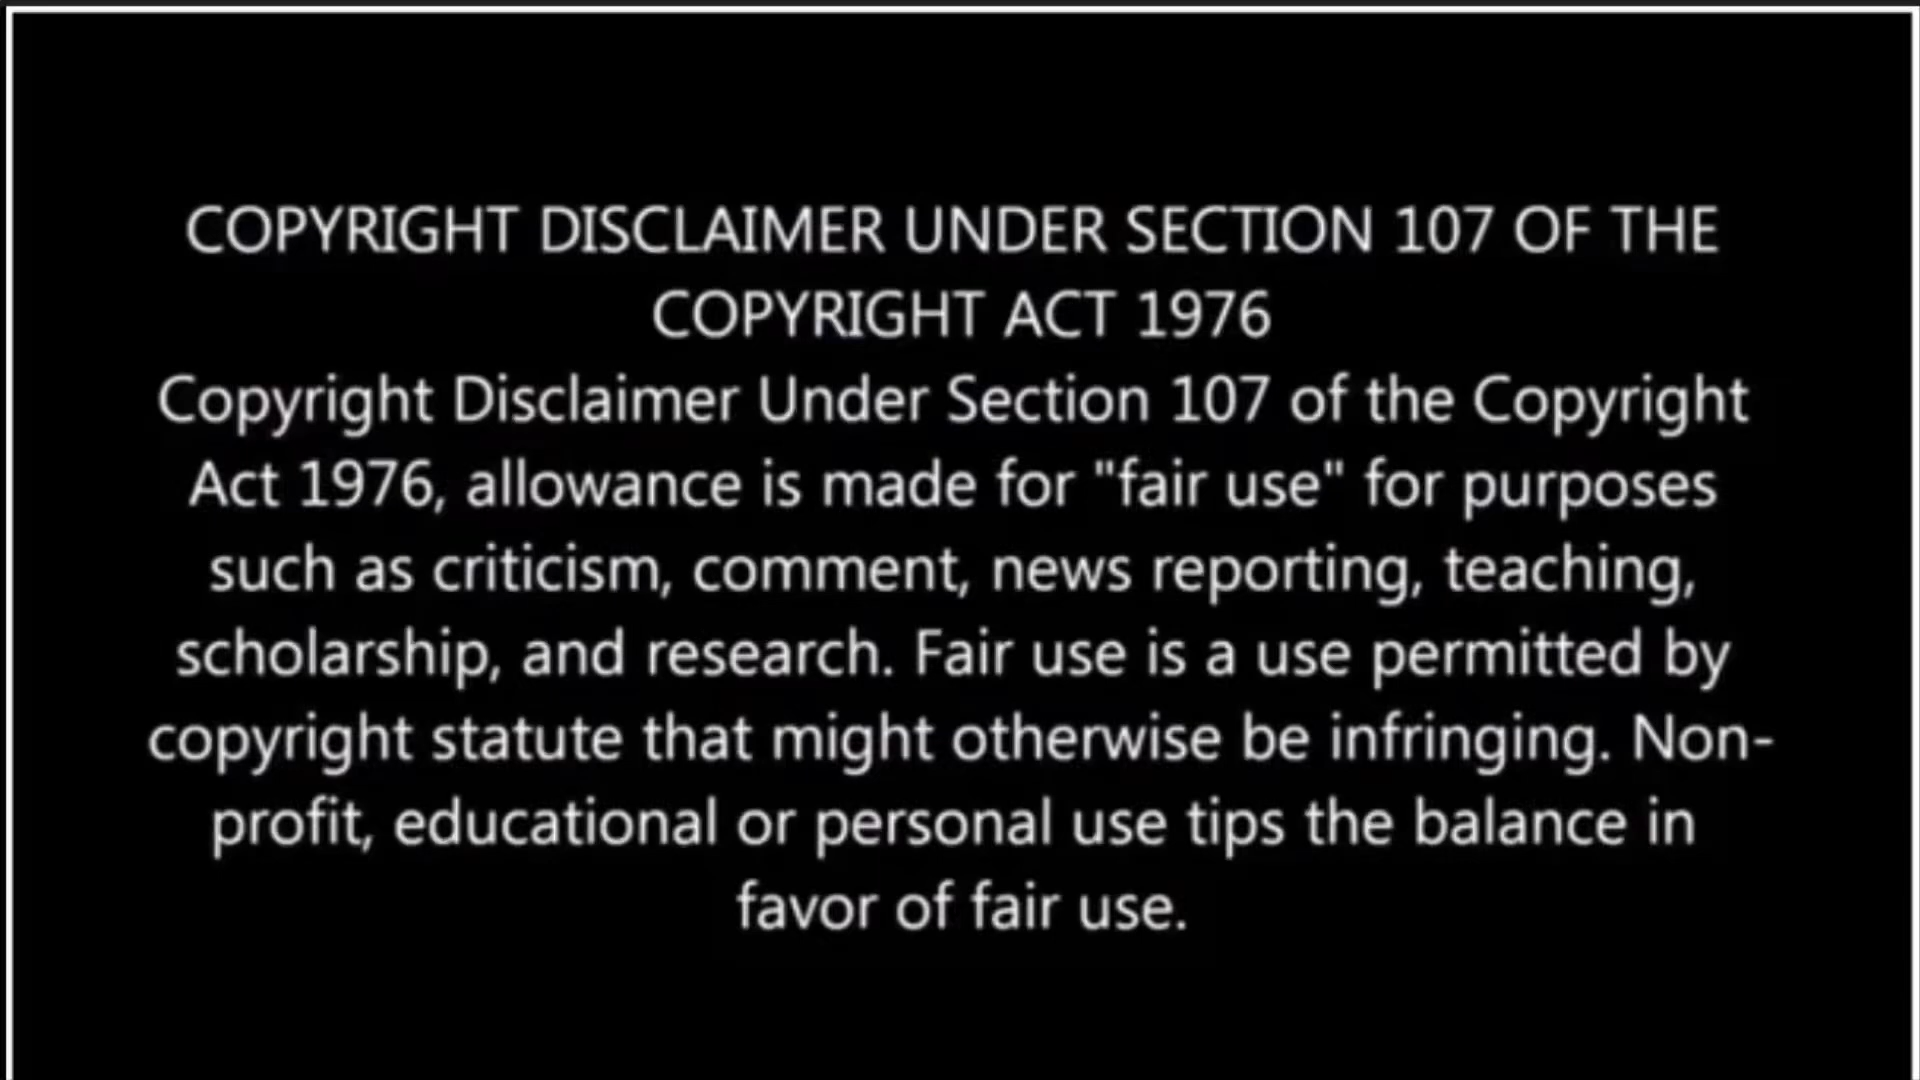 COPYRIGHT DISCLAIMER UNDER SECTION 107 OF THE
COPYRIGHT ACT 1976
Copyright Disclaimer Under Section 107 of the Copyright
Act 1976, allowance is made for "fair use" for purposes
such as criticism, comment, news reporting, teaching,
scholarship, and research. Fair use is a use permitted by
copyright statute that might otherwise be infringing. Non-
profit, educational or personal use tips the balance in
favor of fair use.